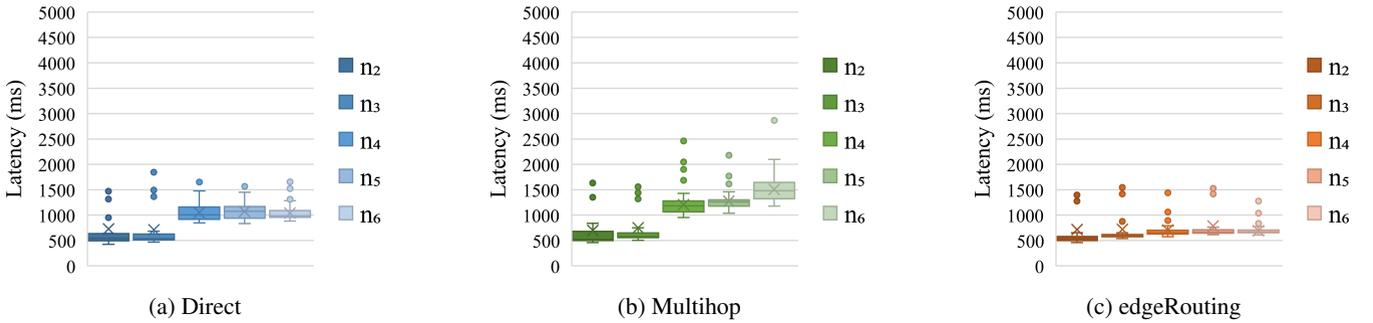 Latency (ms)
5000
4500
4000
3500
3000
2500
2000
1500
1000
500
0
n₂
n₃
n₄
n₅
n₆
(a) Direct
Latency (ms)
5000
4500
4000
3500
3000
2500
2000
1500
1000
500
0
n₂
n₃
n₄
n₅
n₆
(b) Multihop
Latency (ms)
5000
4500
4000
3500
3000
2500
2000
1500
1000
500
0
n₂
n₃
n₄
n₅
n₆
(c) edgeRouting